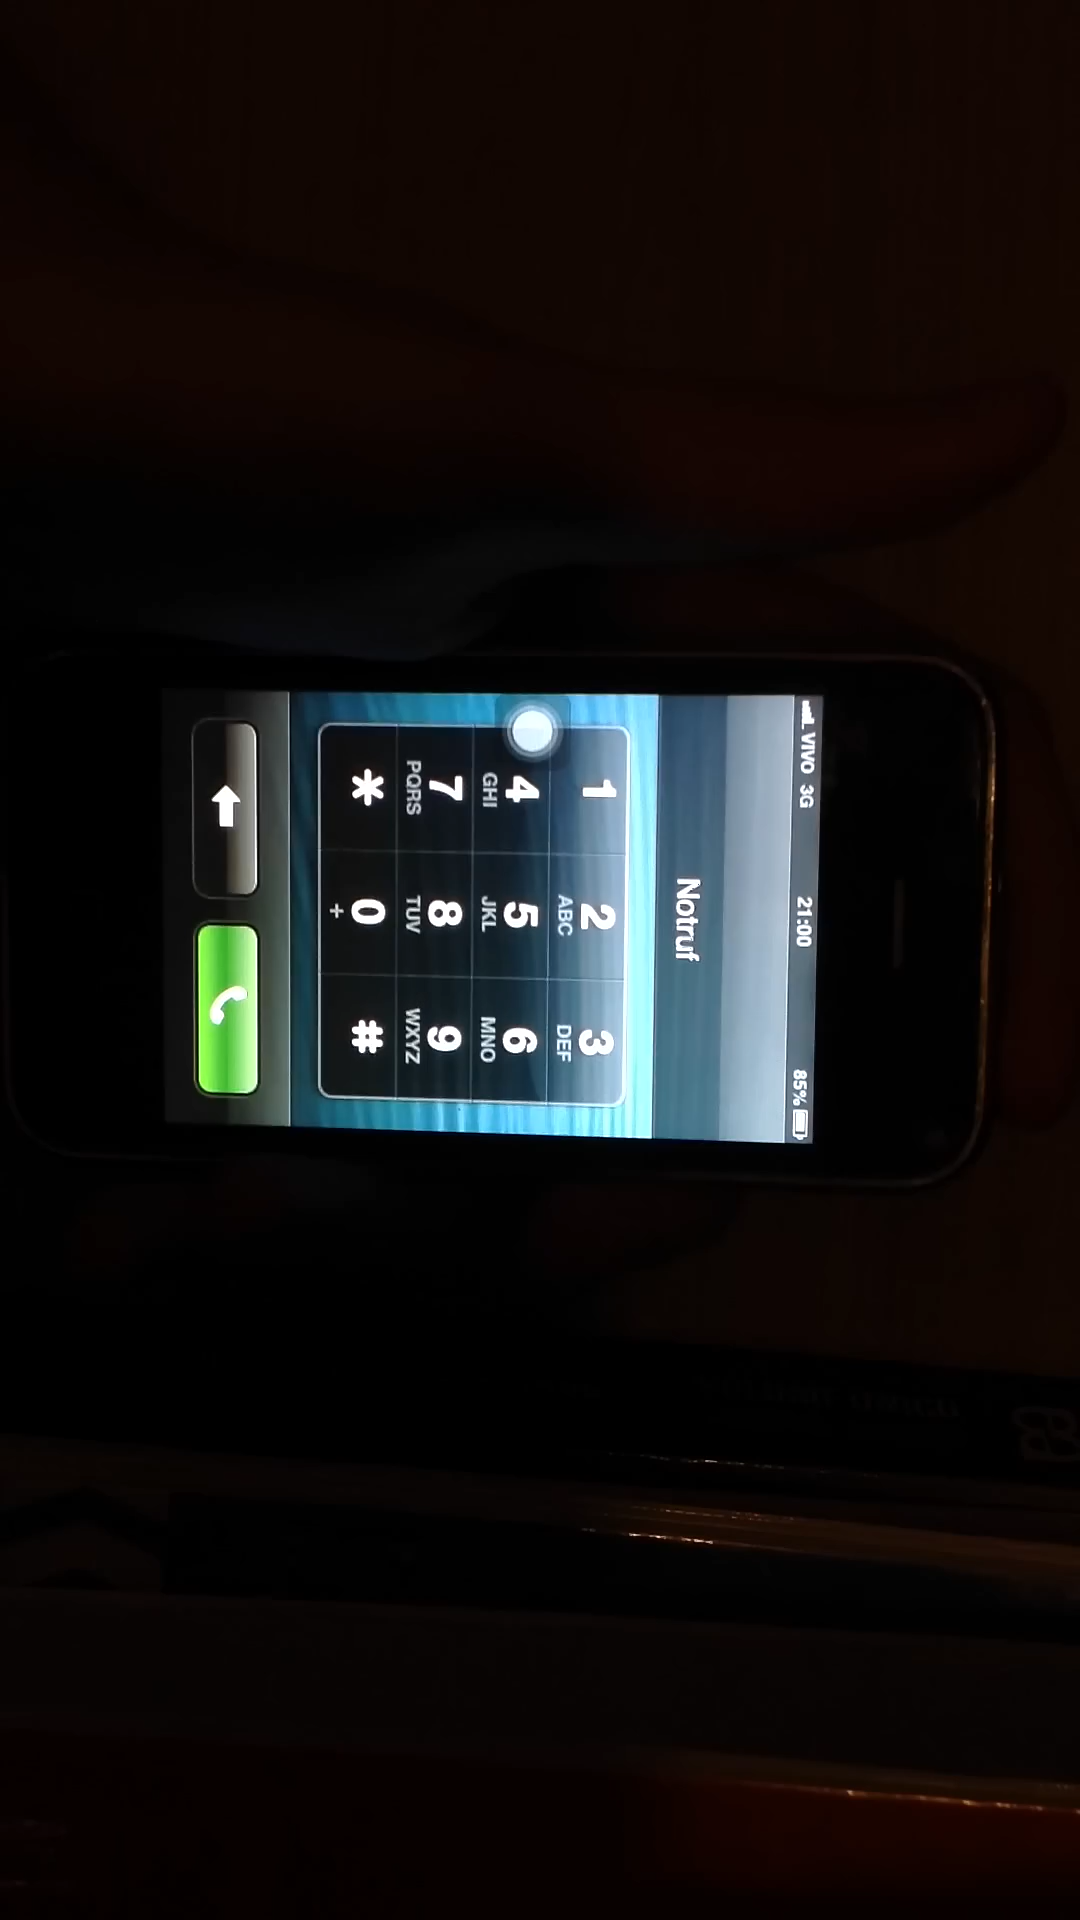 VIVO 3G 21:00 85%
Notruf
1 2 3
ABC DEF
4 5 6
GHI JKL MNO
7 8 9
PQRS TUV WXYZ
* 0 #
+